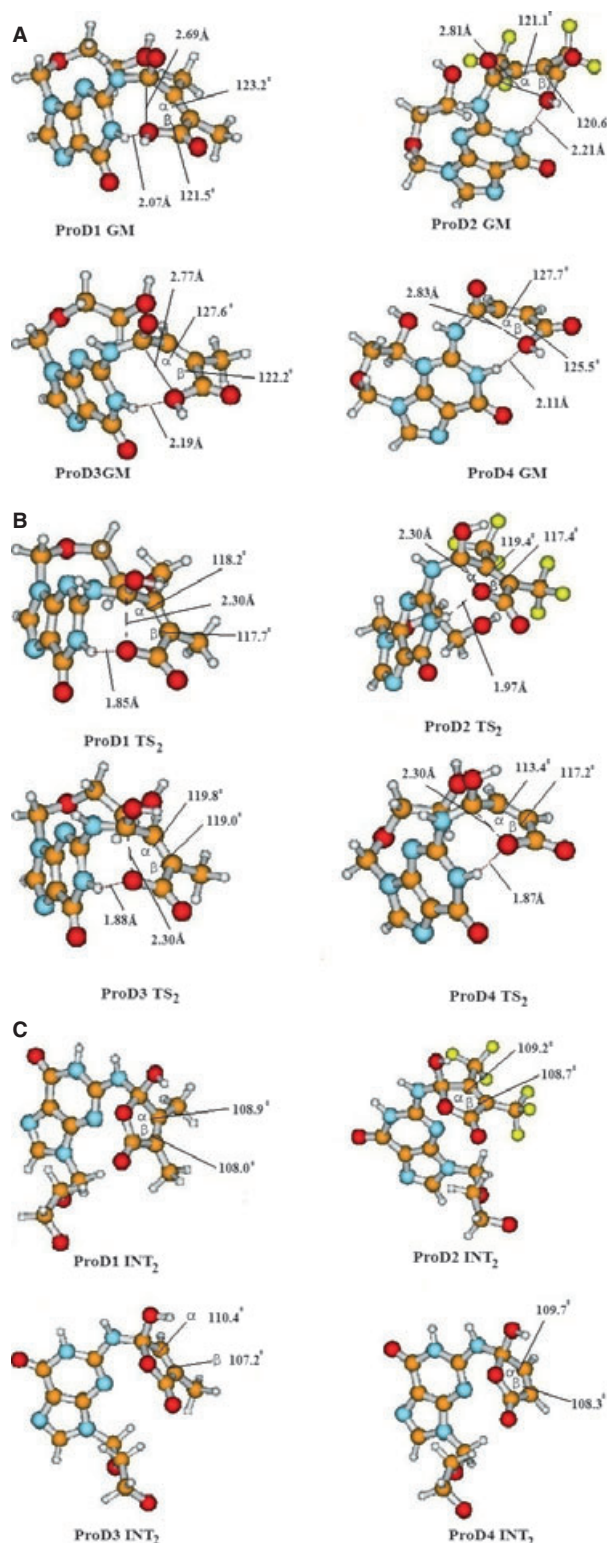 A
2.69Å
123.2°
α
β
2.07Å
121.5°
ProD1 GM
2.81Å
121.1°
α
β
120.6
2.21Å
ProD2 GM
2.77Å
127.6°
α
β
122.2°
2.19Å
ProD3GM
127.7°
2.83Å
α
β
125.5°
2.11Å
ProD4 GM
B
118.2°
α
2.30Å
β
117.7°
1.85Å
ProD1 TS2
2.30Å
119.4°
117.4°
α
β
1.97Å
ProD2 TS2
119.8°
119.0°
α
β
1.88Å
2.30Å
ProD3 TS2
2.30Å
113.4°
117.2°
α
β
1.87Å
ProD4 TS2
C
α
108.9°
α
β
108.0°
ProD1 INT2
109.2°
108.7°
α
β
ProD2 INT2
α
110.4°
β
107.2°
ProD3 INT2
109.7°
α
β
108.3°
ProD4 INT2